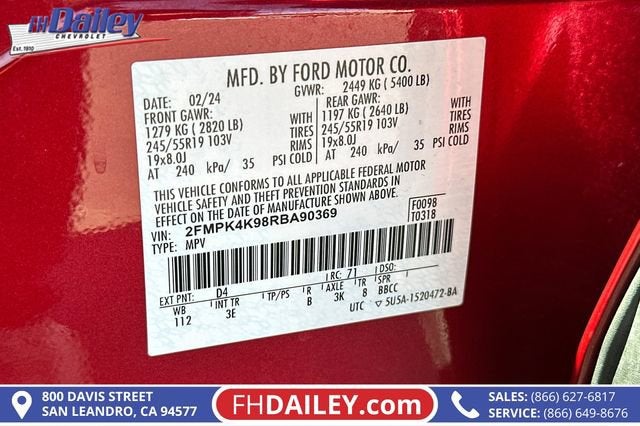 FHDailey
CHEVROLET
Est. 1910
MFD. BY FORD MOTOR CO.
DATE: 02/24 GVWR: 2449 KG ( 5400 LB)
FRONT GAWR: REAR GAWR:
1279 KG ( 2820 LB) WITH 1197 KG ( 2640 LB) WITH
245/55R19 103V TIRES 245/55R19 103V TIRES
19x8.0J RIMS 19x8.0J RIMS
AT 240 kPa/ 35 PSI COLD AT 240 kPa/ 35 PSI COLD
THIS VEHICLE CONFORMS TO ALL APPLICABLE FEDERAL MOTOR
VEHICLE SAFETY AND THEFT PREVENTION STANDARDS IN
EFFECT ON THE DATE OF MANUFACTURE SHOWN ABOVE.
VIN: 2FMPK4K98RBA90369 F0098
TYPE: MPV T0318
EXT PNT: D4 RC: 71 DSO:
WB INT TR TP/PS R AXLE TR SPR
112 3E B 3K 8 BBCC
UTC ▽ 5U5A-1520472-BA
800 DAVIS STREET
SAN LEANDRO, CA 94577
FHDAILEY.com
SALES: (866) 627-6817
SERVICE: (866) 649-8676